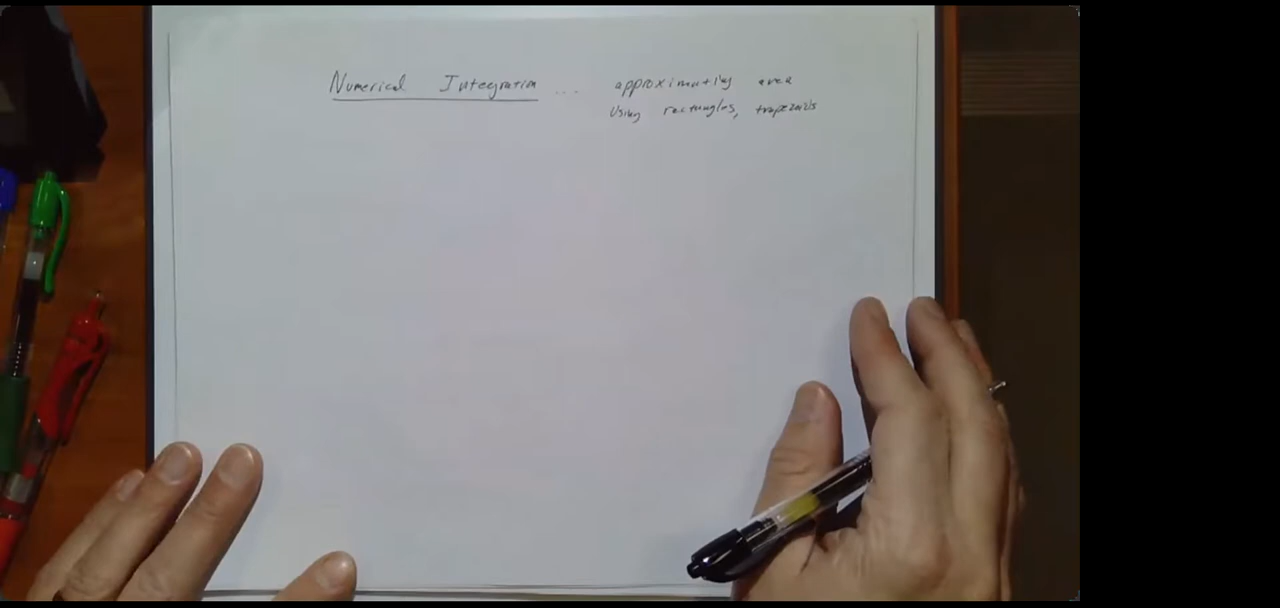 Numerical Integration ... approximating area
Using rectangles, trapezoids